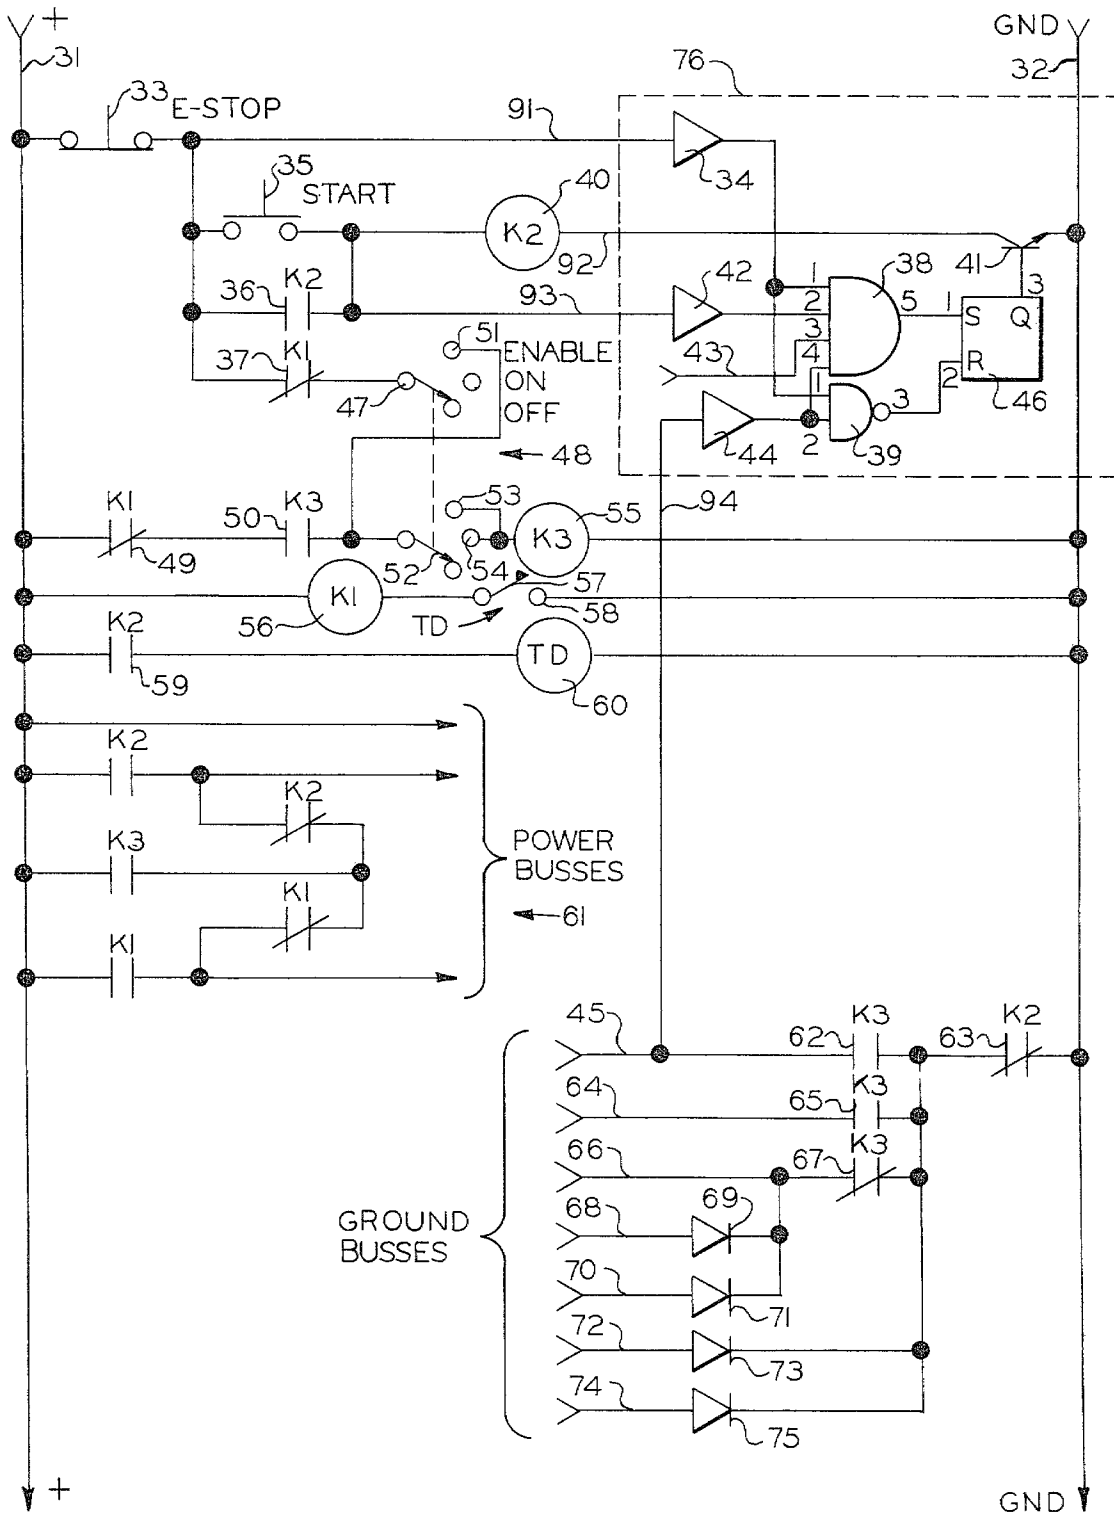 +
GND
31
32
33
E-STOP
76
91
34
35
START
40
K2
92
41
3
38
36
K2
93
42
1
2
3
4
5
1
S
Q
37
K1
51
ENABLE
ON
OFF
47
43
1
3
2
R
46
44
2
39
48
K1
K3
50
53
55
94
49
52
54
K3
57
K1
56
TD
58
K2
59
TD
60
K2
K2
K3
K1
K1
POWER
BUSSES
61
45
62
K3
63
K2
64
65
K3
66
67
K3
GROUND
BUSSES
68
69
70
71
72
73
74
75
+
GND